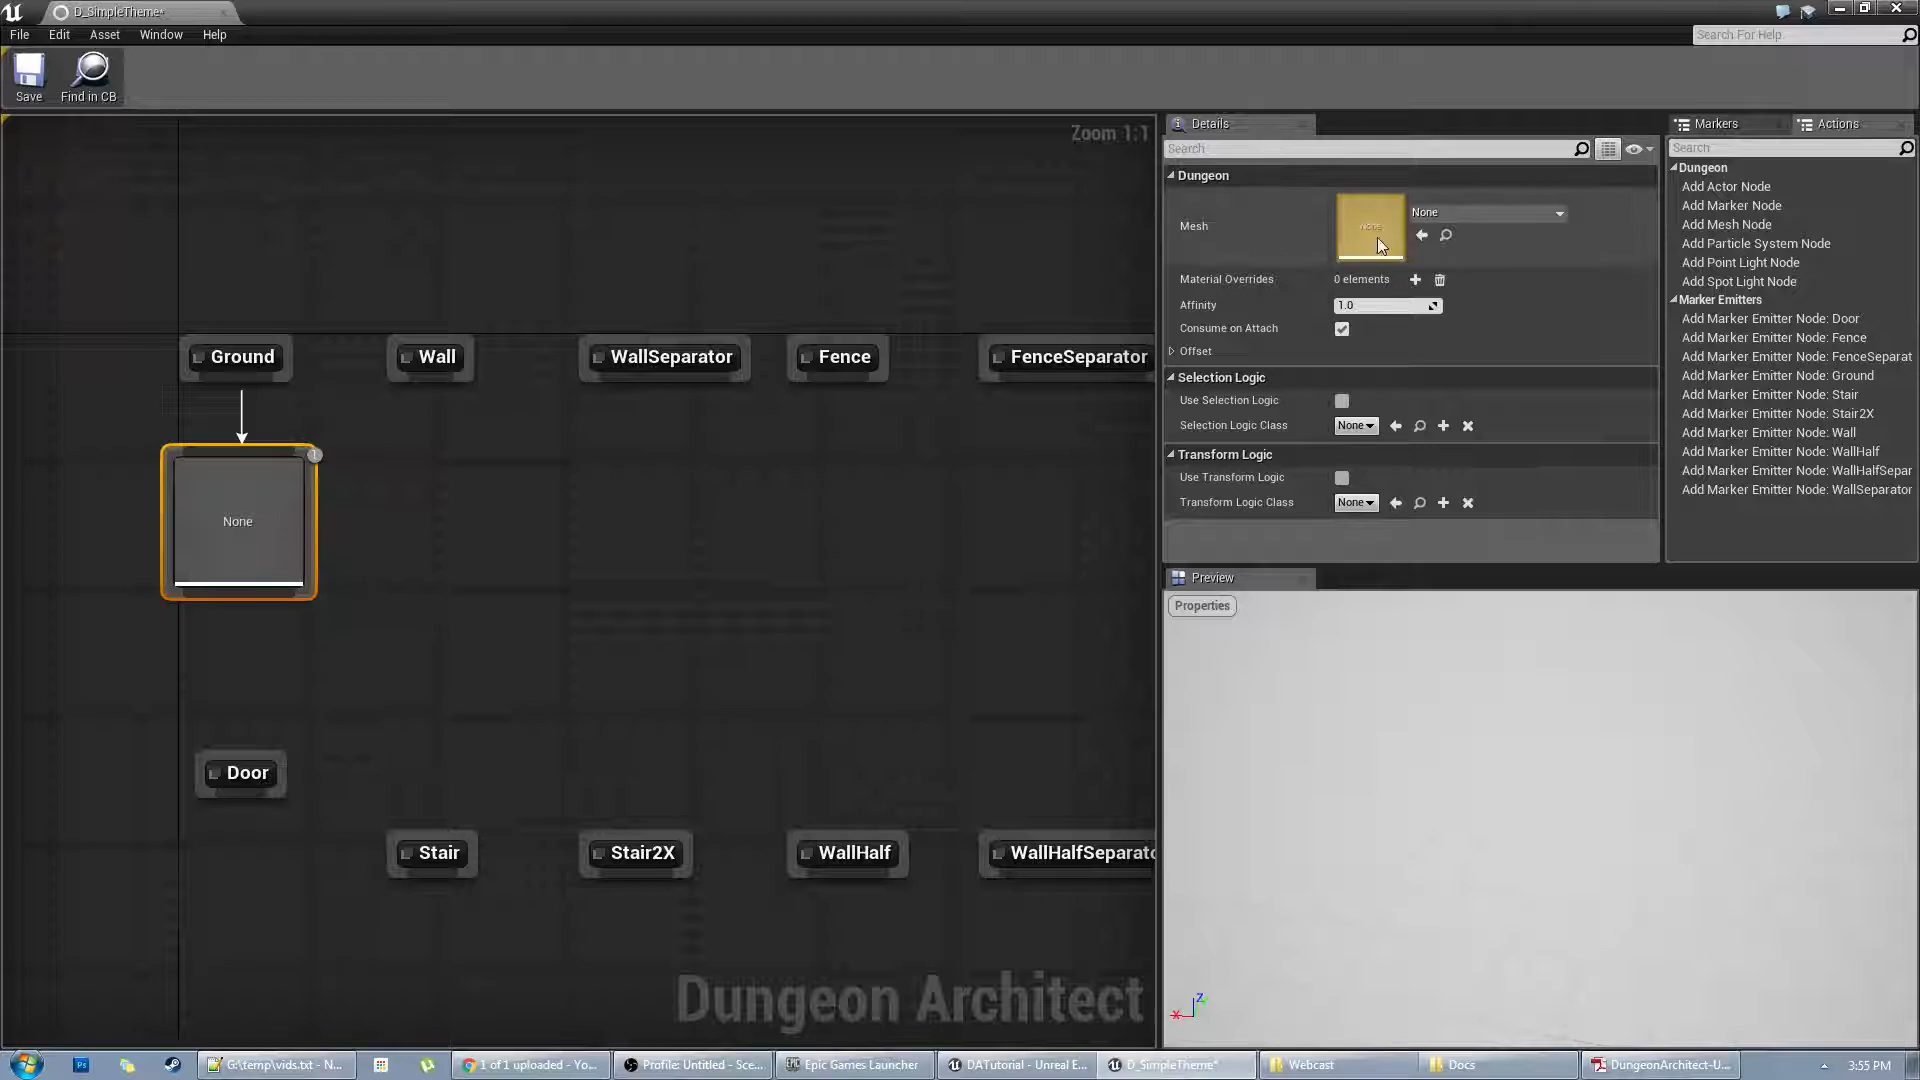 D_SimpleTheme*
File Edit Asset Window Help
Search For Help
Save
Find in CB
Zoom 1:1
Ground
Wall
WallSeparator
Fence
FenceSeparator
1
None
Door
Stair
Stair2X
WallHalf
WallHalfSeparato
Dungeon Architect
Details
Search
Dungeon
Mesh
None
None
Material Overrides
0 elements
Affinity
1.0
Consume on Attach
Offset
Selection Logic
Use Selection Logic
Selection Logic Class
None
Transform Logic
Use Transform Logic
Transform Logic Class
None
Markers
Actions
Search
Dungeon
Add Actor Node
Add Marker Node
Add Mesh Node
Add Particle System Node
Add Point Light Node
Add Spot Light Node
Marker Emitters
Add Marker Emitter Node: Door
Add Marker Emitter Node: Fence
Add Marker Emitter Node: FenceSeparat
Add Marker Emitter Node: Ground
Add Marker Emitter Node: Stair
Add Marker Emitter Node: Stair2X
Add Marker Emitter Node: Wall
Add Marker Emitter Node: WallHalf
Add Marker Emitter Node: WallHalfSepar
Add Marker Emitter Node: WallSeparator
Preview
Properties
Z
X
Ps
G:\temp\vids.txt - N...
1 of 1 uploaded - Yo...
Profile: Untitled - Sce...
Epic Games Launcher
DATutorial - Unreal E...
D_SimpleTheme*
Webcast
Docs
DungeonArchitect-U...
3:55 PM